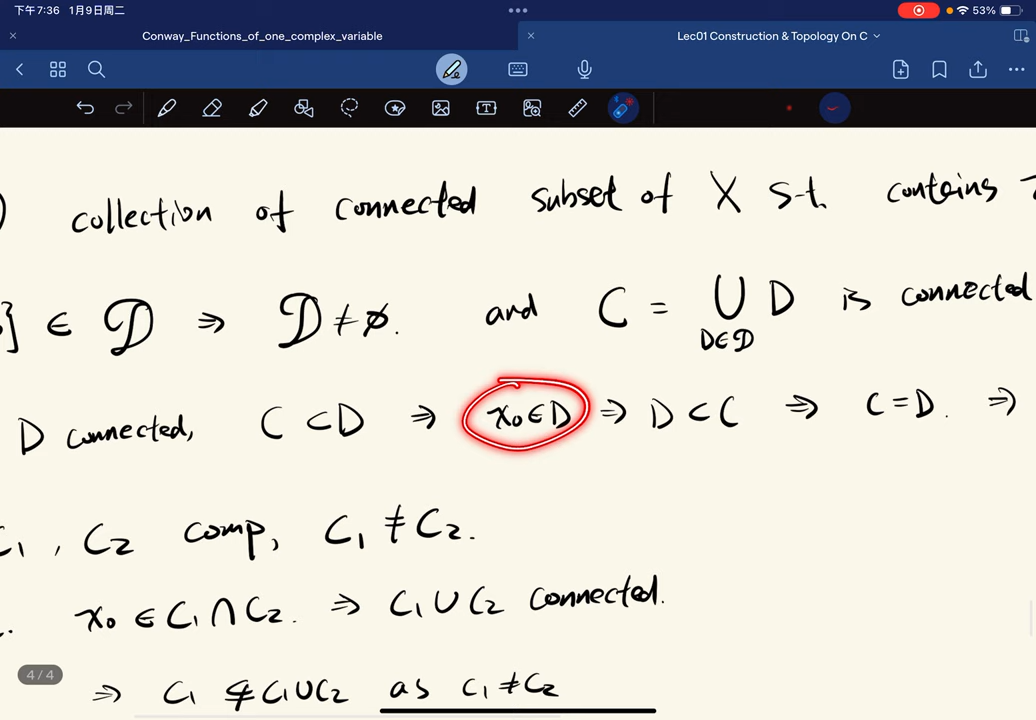 下午7:36 1月9日周二
53%
Conway_Functions_of_one_complex_variable
Lec01 Construction & Topology On C
collection of connected subset of X s.t. contains
} ∈ 𝒟 ⇒ 𝒟 ≠ ∅. and C = ∪ D is connected
D∈𝒟
D connected, C ⊂ D ⇒ x₀ ∈ D ⇒ D ⊂ C ⇒ C = D. ⇒
C₁, C₂ comp, C₁ ≠ C₂.
x₀ ∈ C₁ ∩ C₂. ⇒ C₁ ∪ C₂ connected.
4 / 4
⇒ C₁ ⊊ C₁ ∪ C₂ as C₁ ≠ C₂